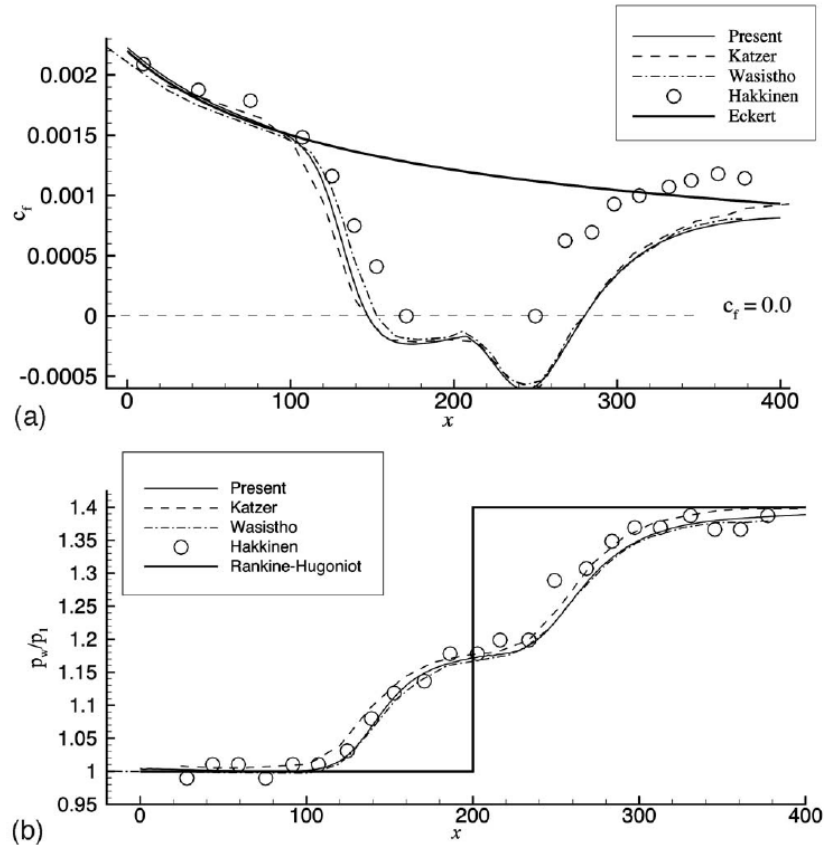 Present
Katzer
Wasistho
Hakkinen
Eckert
0.002
0.0015
0.001
0.0005
0
-0.0005
c_f
c_f = 0.0
0 100 200 300 400
x
(a)
Present
Katzer
Wasistho
Hakkinen
Rankine-Hugoniot
1.4
1.35
1.3
1.25
1.2
1.15
1.1
1.05
1
0.95
p_w/p_1
0 100 200 300 400
x
(b)